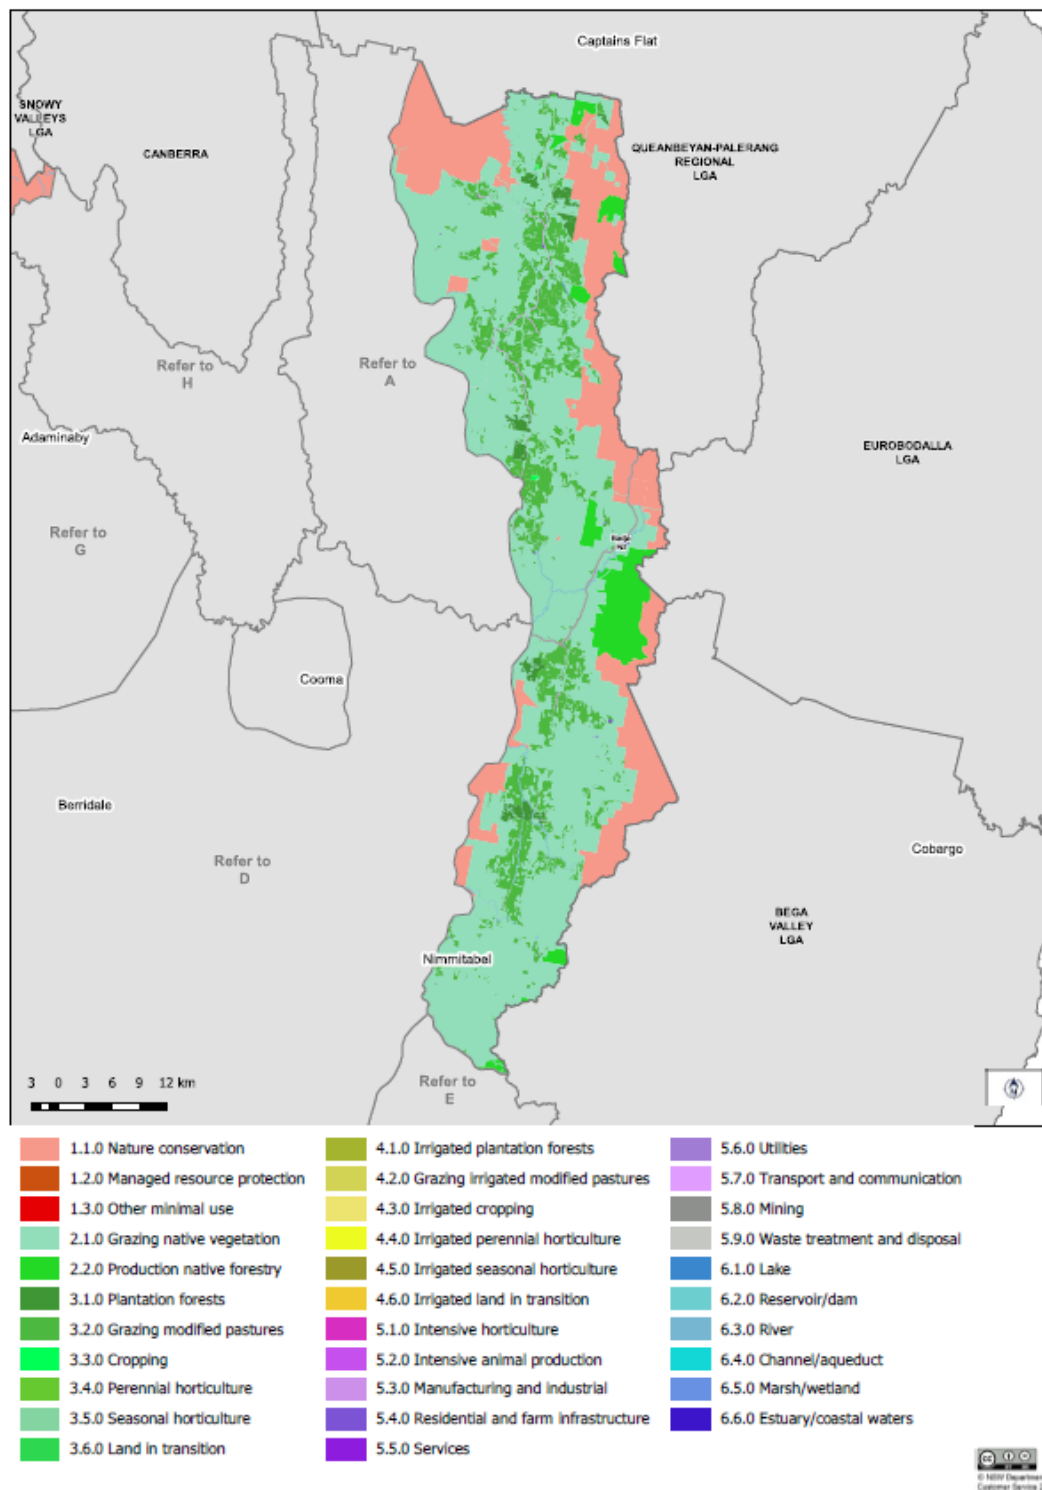 Captains Flat
SNOWY
VALLEYS
LGA
CANBERRA
QUEANBEYAN-PALERANG
REGIONAL
LGA
Refer to
H
Refer to
A
Adaminaby
EUROBODALLA
LGA
Refer to
G
Badja
NF
Cooma
Berridale
Refer to
D
Cobargo
BEGA
VALLEY
LGA
Nimmitabel
Refer to
E
3 0 3 6 9 12 km
1.1.0 Nature conservation
1.2.0 Managed resource protection
1.3.0 Other minimal use
2.1.0 Grazing native vegetation
2.2.0 Production native forestry
3.1.0 Plantation forests
3.2.0 Grazing modified pastures
3.3.0 Cropping
3.4.0 Perennial horticulture
3.5.0 Seasonal horticulture
3.6.0 Land in transition
4.1.0 Irrigated plantation forests
4.2.0 Grazing irrigated modified pastures
4.3.0 Irrigated cropping
4.4.0 Irrigated perennial horticulture
4.5.0 Irrigated seasonal horticulture
4.6.0 Irrigated land in transition
5.1.0 Intensive horticulture
5.2.0 Intensive animal production
5.3.0 Manufacturing and industrial
5.4.0 Residential and farm infrastructure
5.5.0 Services
5.6.0 Utilities
5.7.0 Transport and communication
5.8.0 Mining
5.9.0 Waste treatment and disposal
6.1.0 Lake
6.2.0 Reservoir/dam
6.3.0 River
6.4.0 Channel/aqueduct
6.5.0 Marsh/wetland
6.6.0 Estuary/coastal waters
cc
© NSW Department
Customer Service 2